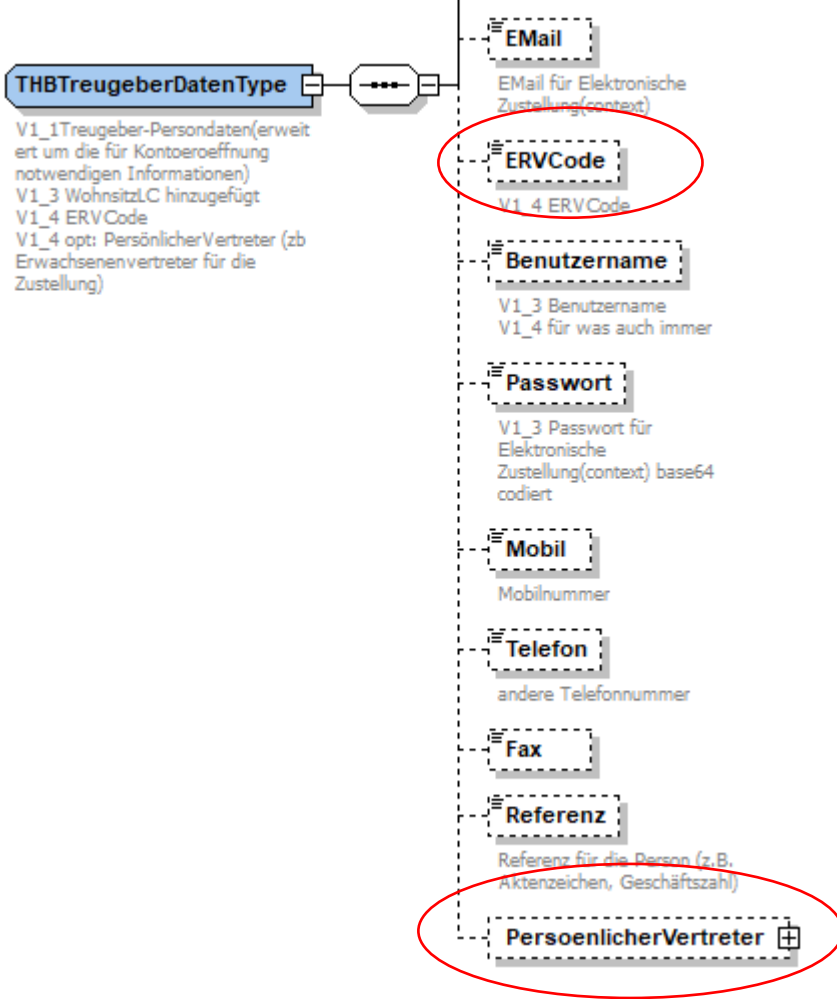 THBTreugeberDatenType
V1_1Treugeber-Persondaten(erweit
ert um die für Kontoeroeffnung
notwendigen Informationen)
V1_3 WohnsitzLC hinzugefügt
V1_4 ERVCode
V1_4 opt: PersönlicherVertreter (zb
Erwachsenenvertreter für die
Zustellung)
EMail
EMail für Elektronische
Zustellung(context)
ERVCode
V1_4 ERVCode
Benutzername
V1_3 Benutzername
V1_4 für was auch immer
Passwort
V1_3 Passwort für
Elektronische
Zustellung(context) base64
codiert
Mobil
Mobilnummer
Telefon
andere Telefonnummer
Fax
Referenz
Referenz für die Person (z.B.
Aktenzeichen, Geschäftszahl)
PersoenlicherVertreter